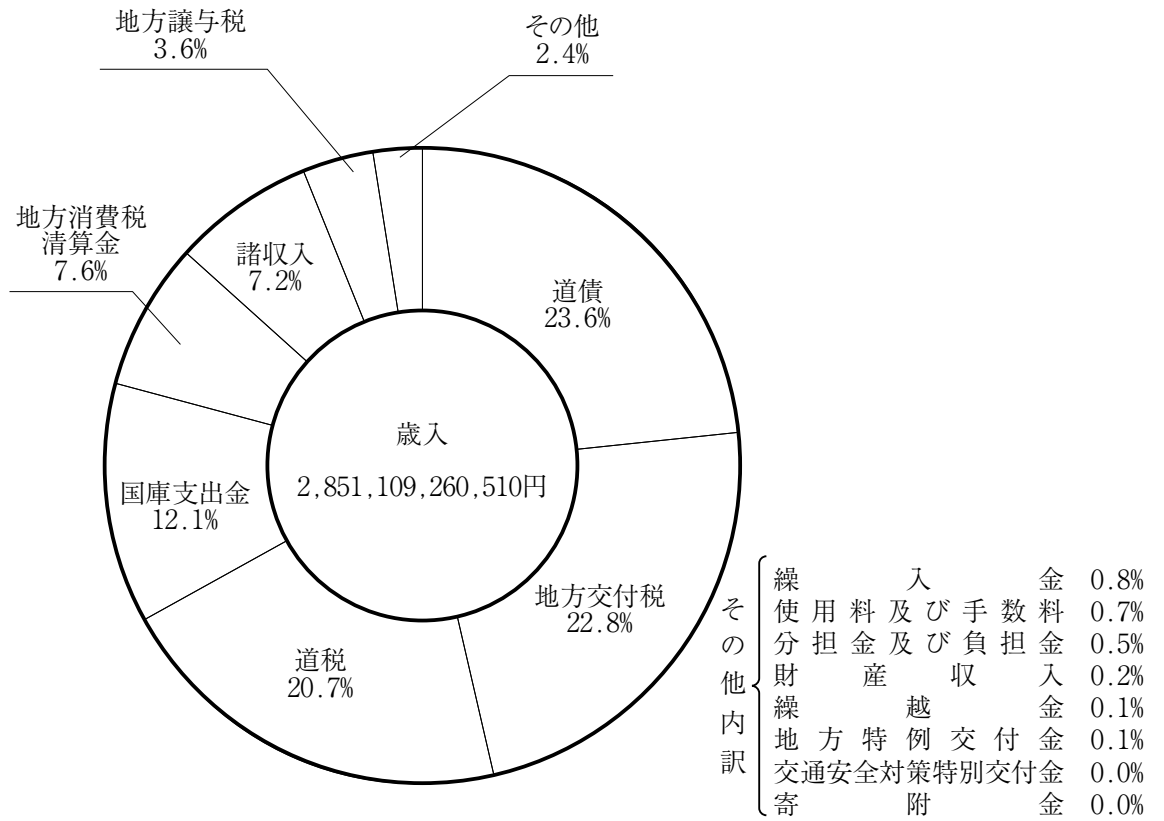 地方譲与税
3.6%
その他
2.4%
地方消費税
清算金
7.6%
諸収入
7.2%
道債
23.6%
歳入
2,851,109,260,510円
国庫支出金
12.1%
地方交付税
22.8%
道税
20.7%
その他内訳
繰入金 0.8%
使用料及び手数料 0.7%
分担金及び負担金 0.5%
財産収入 0.2%
繰越金 0.1%
地方特例交付金 0.1%
交通安全対策特別交付金 0.0%
寄附金 0.0%